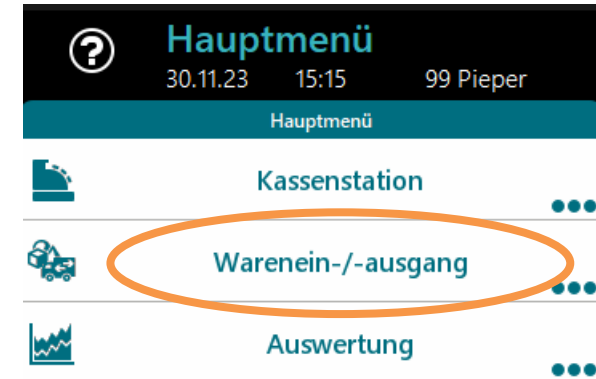 Hauptmenü
30.11.23 15:15 99 Pieper
Hauptmenü
Kassenstation
Warenein-/-ausgang
Auswertung